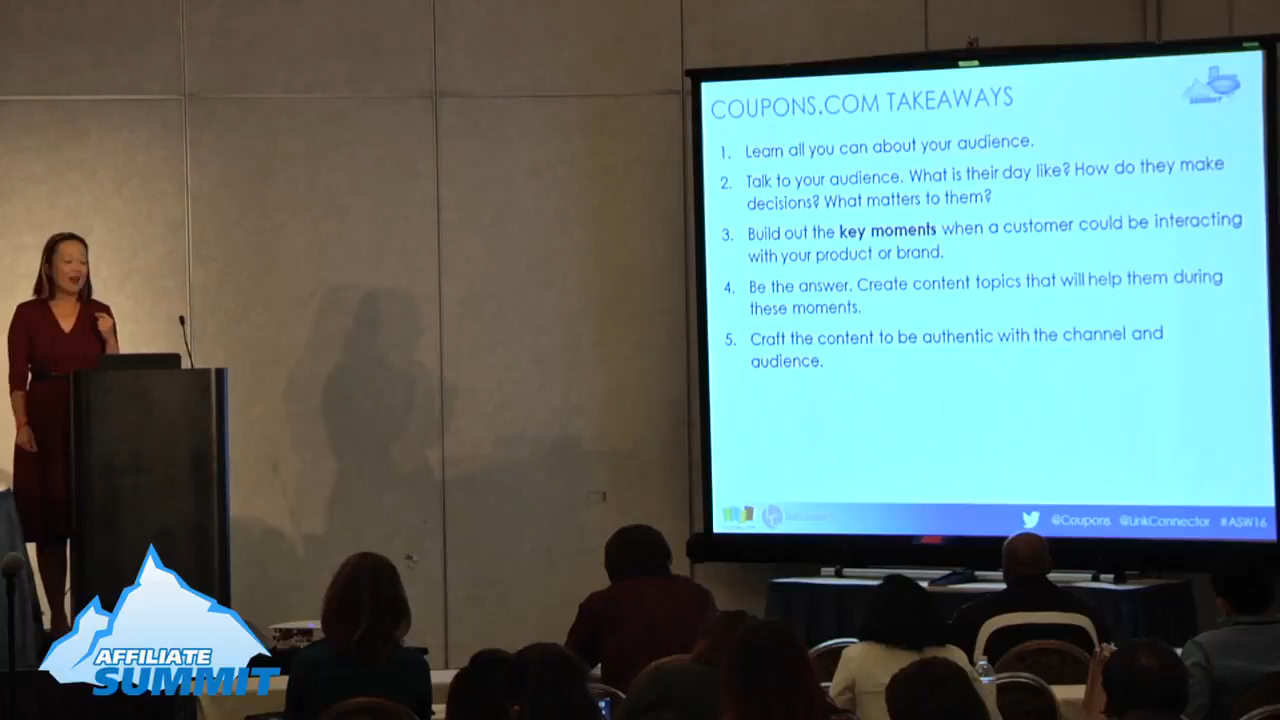 COUPONS.COM TAKEAWAYS
SUMMIT
1. Learn all you can about your audience.
2. Talk to your audience. What is their day like? How do they make
decisions? What matters to them?
3. Build out the key moments when a customer could be interacting
with your product or brand.
4. Be the answer. Create content topics that will help them during
these moments.
5. Craft the content to be authentic with the channel and
audience.
@Coupons @LinkConnector #ASW16
AFFILIATE
SUMMIT